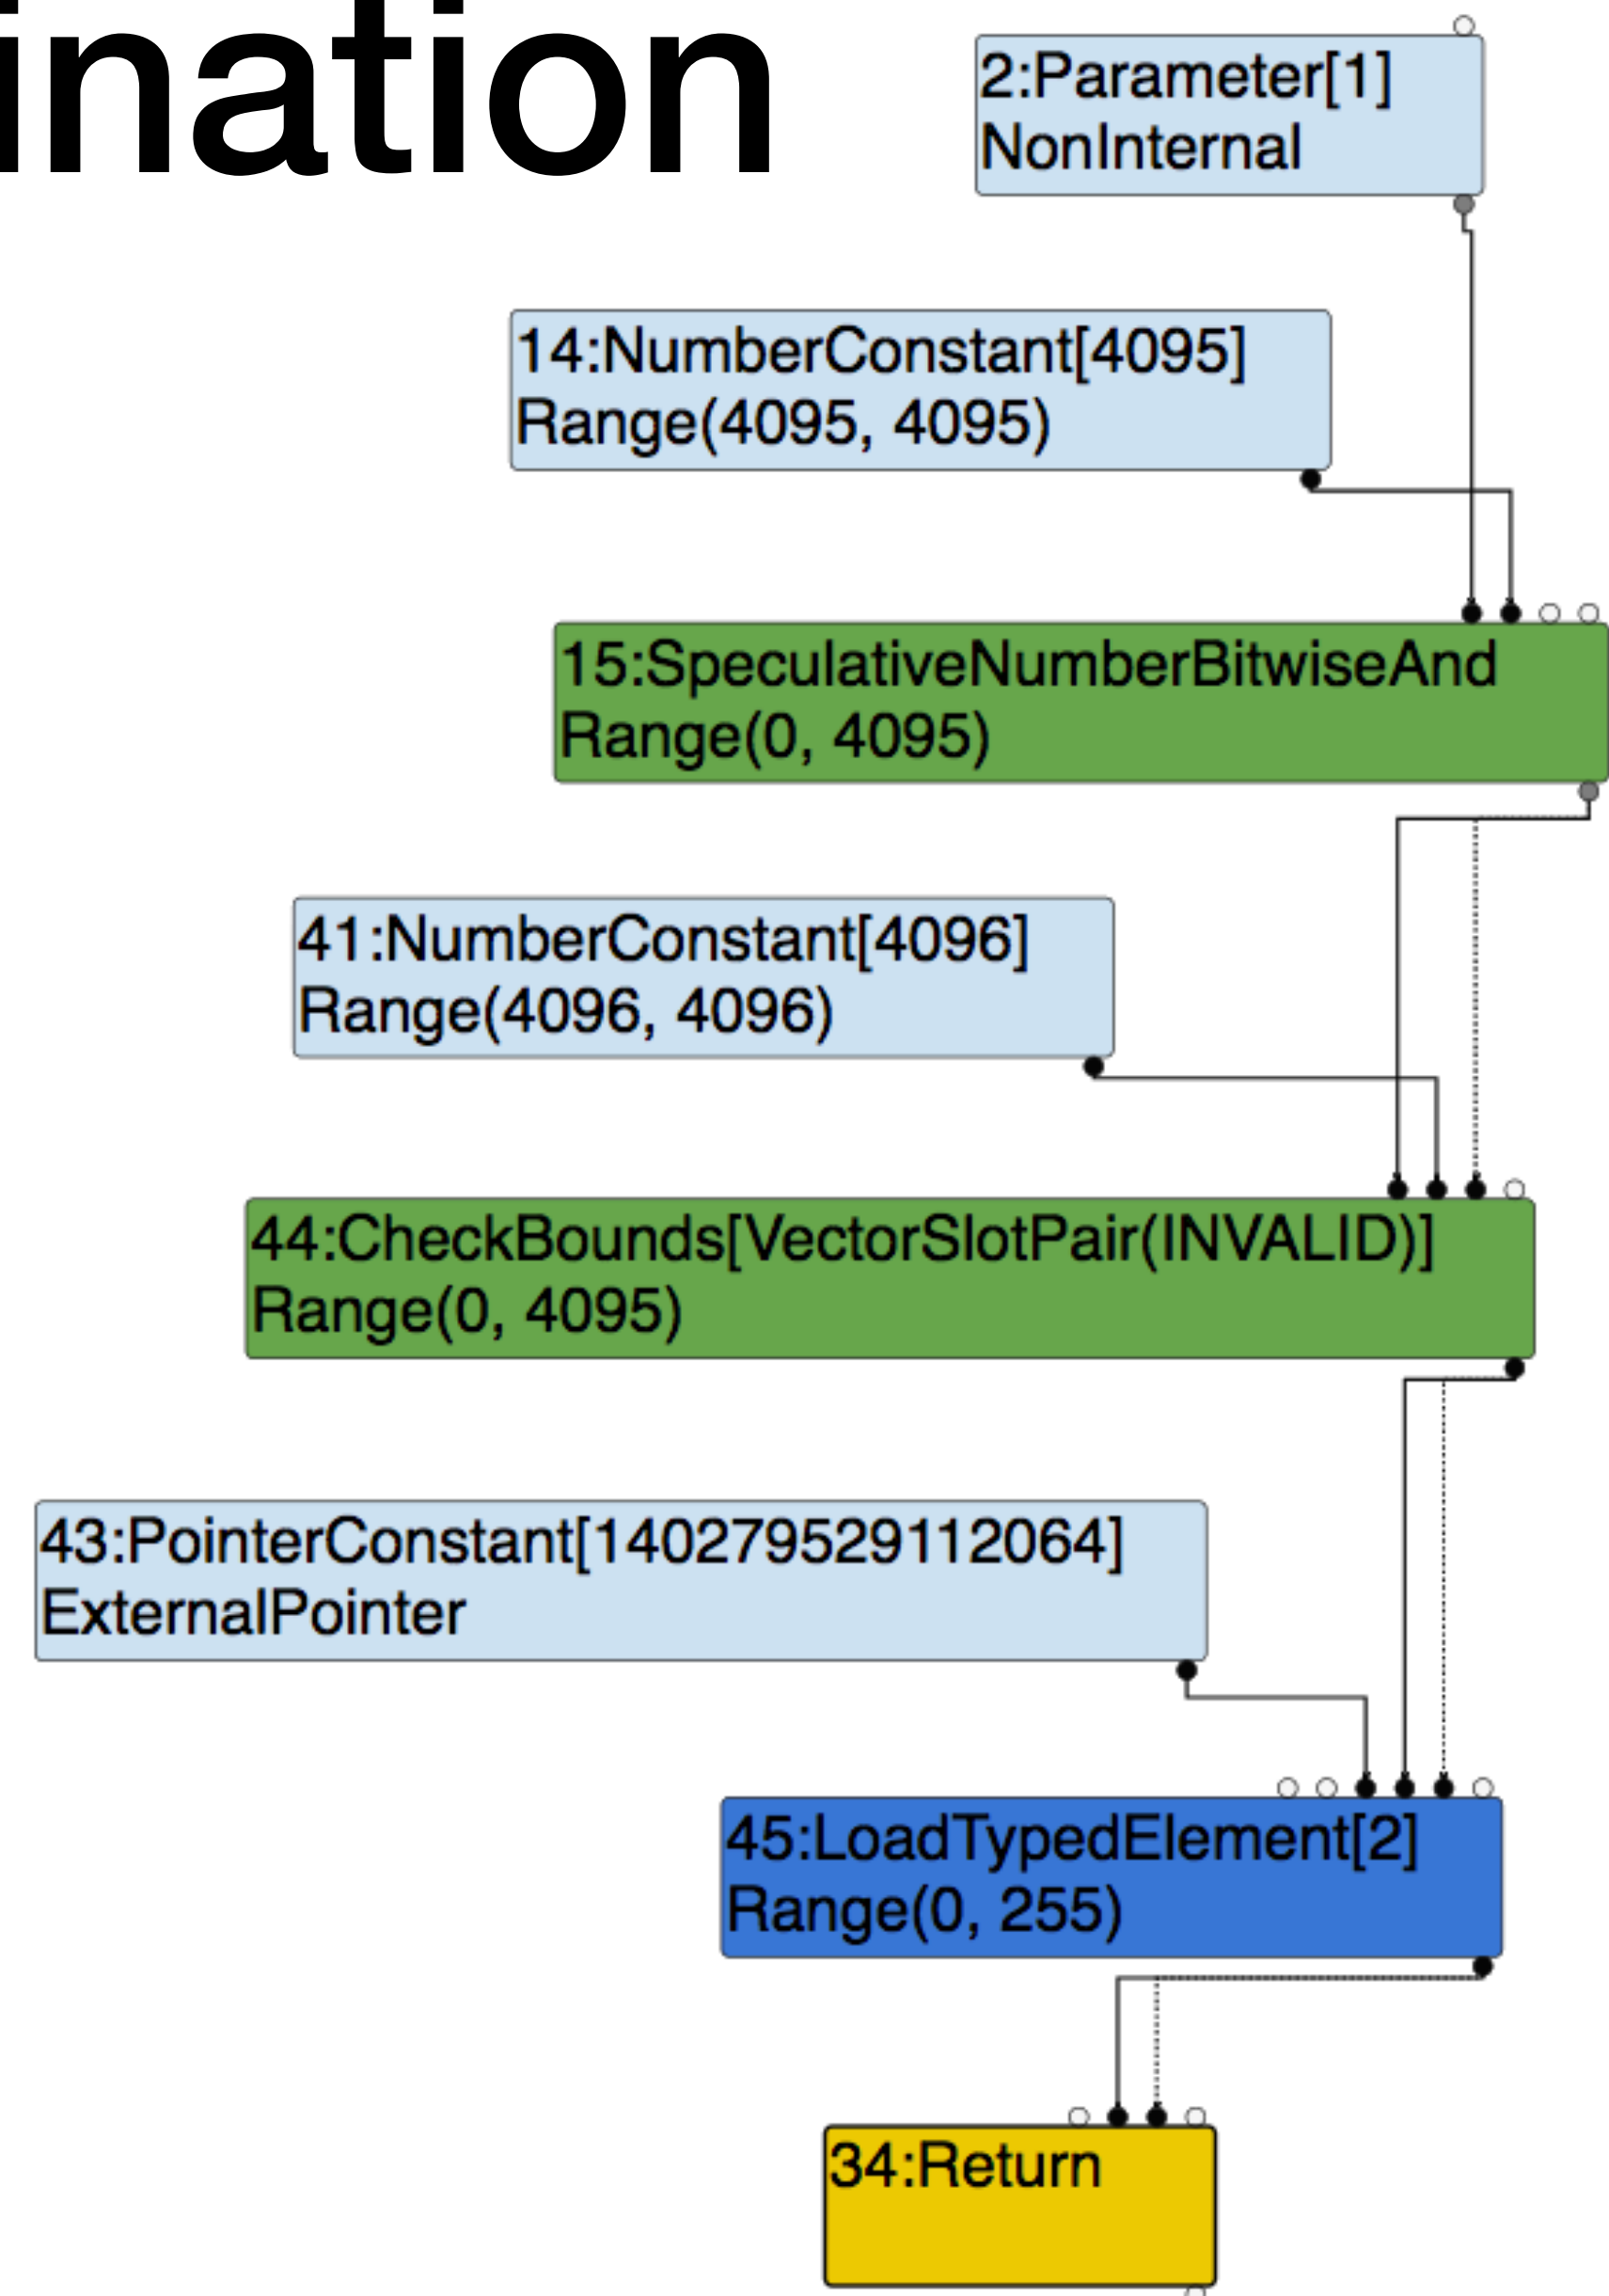 ination
2:Parameter[1]
NonInternal
14:NumberConstant[4095]
Range(4095, 4095)
15:SpeculativeNumberBitwiseAnd
Range(0, 4095)
41:NumberConstant[4096]
Range(4096, 4096)
44:CheckBounds[VectorSlotPair(INVALID)]
Range(0, 4095)
43:PointerConstant[140279529112064]
ExternalPointer
45:LoadTypedElement[2]
Range(0, 255)
34:Return